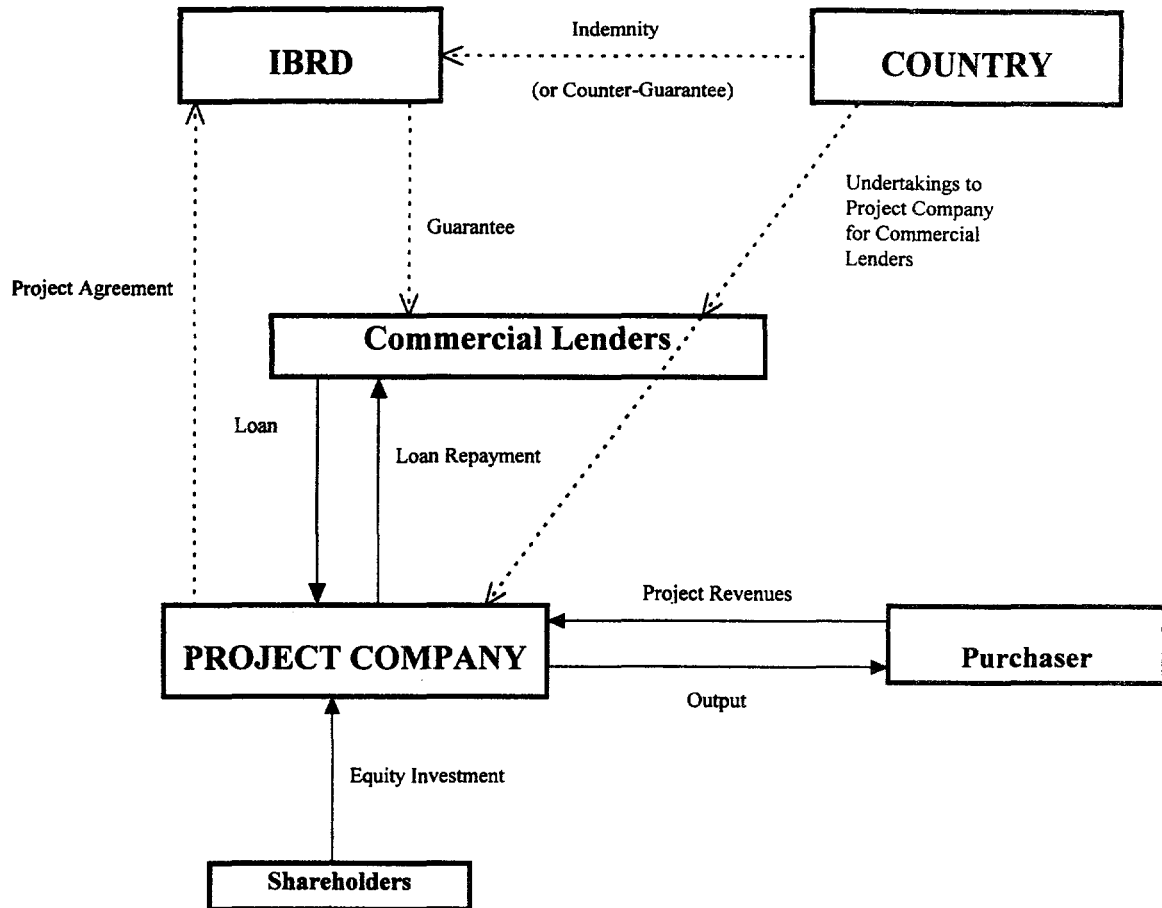 IBRD
Indemnity
(or Counter-Guarantee)
COUNTRY
Undertakings to
Project Company
for Commercial
Lenders
Guarantee
Project Agreement
Commercial Lenders
Loan
Loan Repayment
PROJECT COMPANY
Project Revenues
Output
Purchaser
Equity Investment
Shareholders